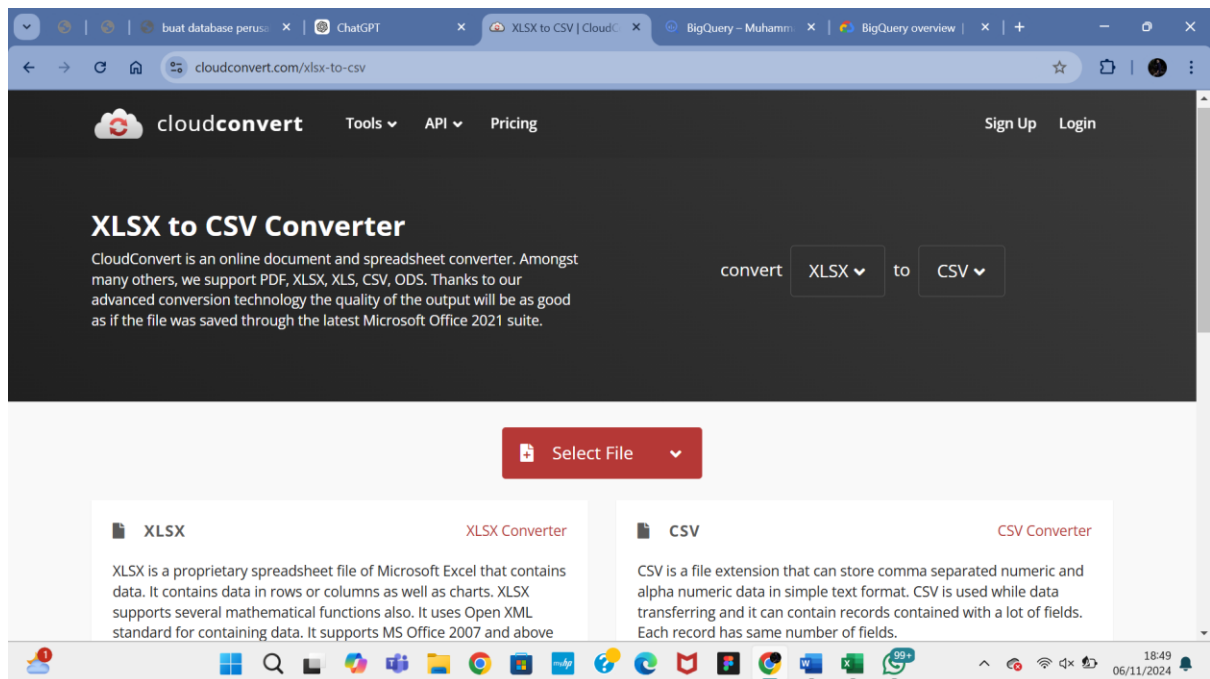 buat database perusa
ChatGPT
XLSX to CSV | CloudC
BigQuery – Muhamm
BigQuery overview |
cloudconvert.com/xlsx-to-csv
cloudconvert Tools API Pricing Sign Up Login
XLSX to CSV Converter
CloudConvert is an online document and spreadsheet converter. Amongst
many others, we support PDF, XLSX, XLS, CSV, ODS. Thanks to our
advanced conversion technology the quality of the output will be as good
as if the file was saved through the latest Microsoft Office 2021 suite.
convert XLSX to CSV
Select File
XLSX XLSX Converter
XLSX is a proprietary spreadsheet file of Microsoft Excel that contains
data. It contains data in rows or columns as well as charts. XLSX
supports several mathematical functions also. It uses Open XML
standard for containing data. It supports MS Office 2007 and above
CSV CSV Converter
CSV is a file extension that can store comma separated numeric and
alpha numeric data in simple text format. CSV is used while data
transferring and it can contain records contained with a lot of fields.
Each record has same number of fields.
1
99+
18:49
06/11/2024